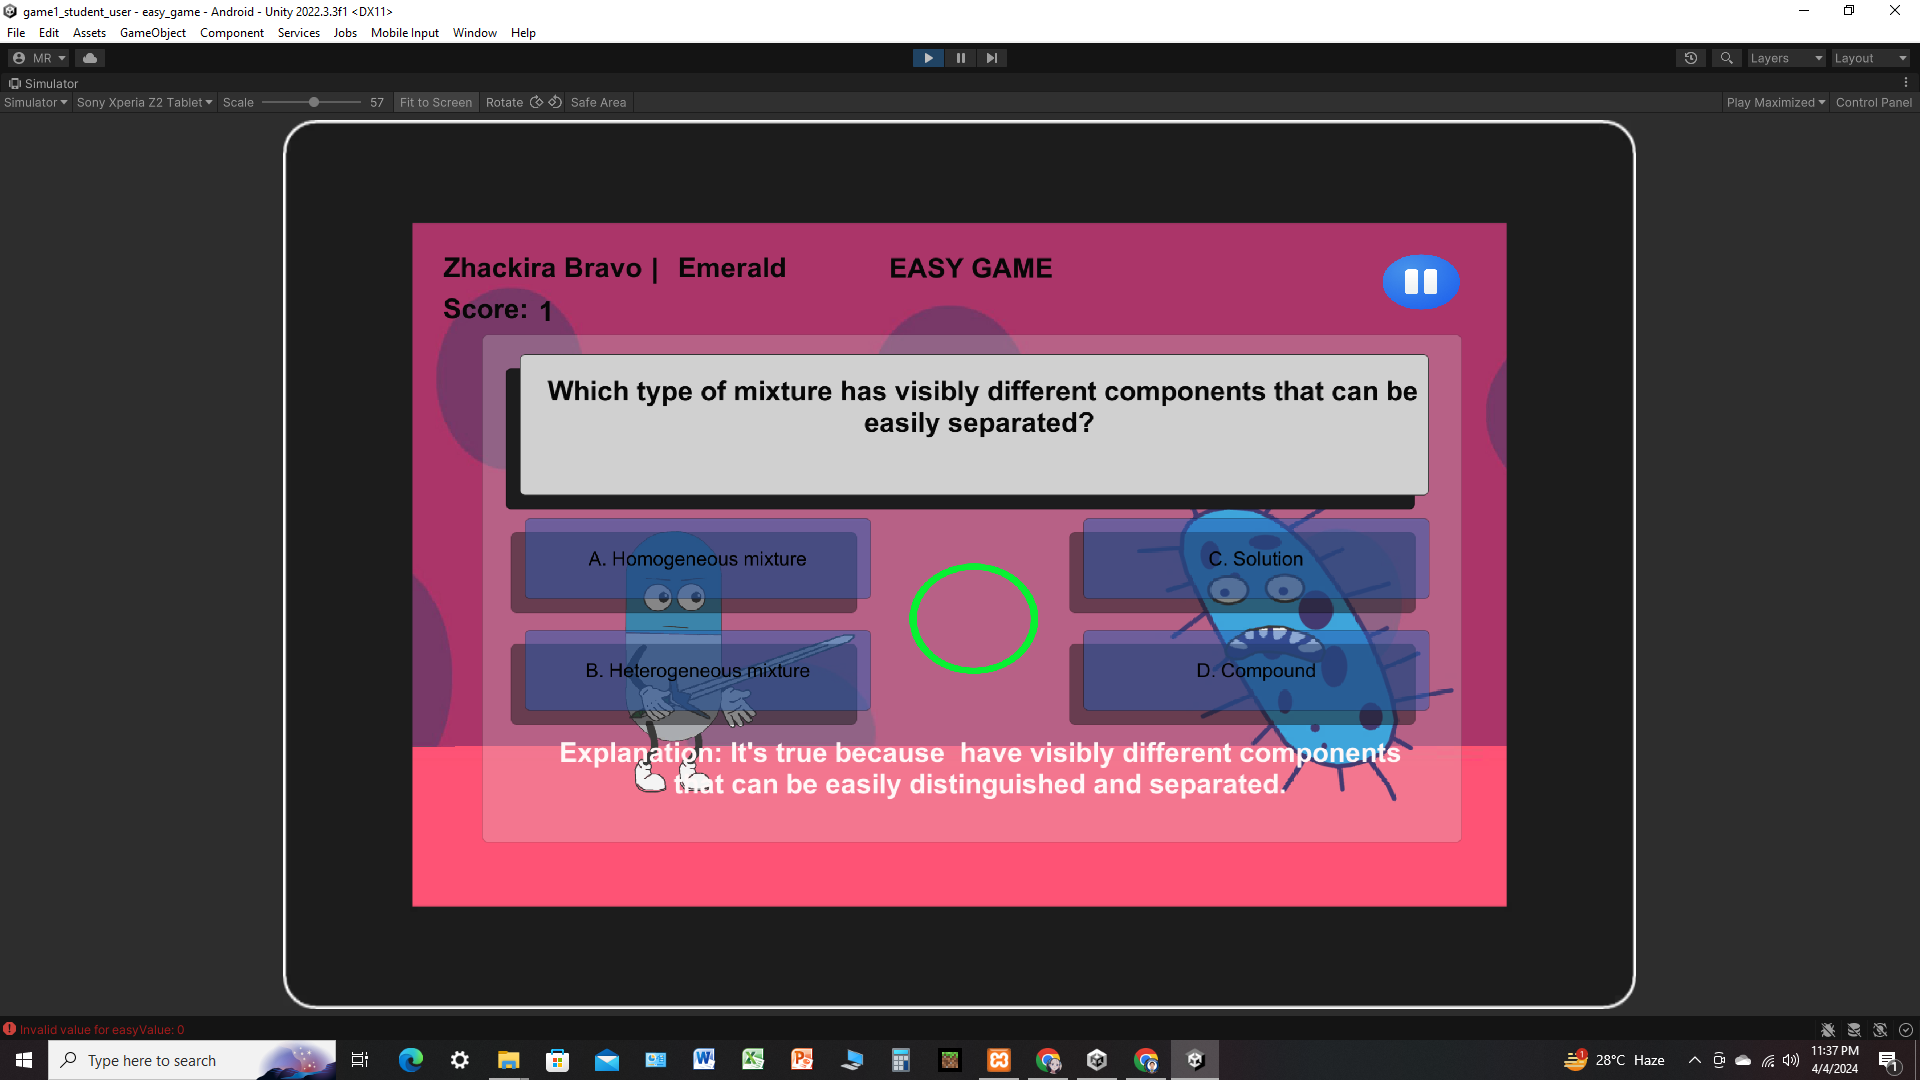 game1_student_user - easy_game - Android - Unity 2022.3.3f1 <DX11>
File Edit Assets GameObject Component Services Jobs Mobile Input Window Help
MR Layers Layout
Simulator
Simulator Sony Xperia Z2 Tablet Scale 57 Fit to Screen Rotate Safe Area Play Maximized Control Panel
Zhackira Bravo | Emerald EASY GAME
Score: 1
Which type of mixture has visibly different components that can be
easily separated?
A. Homogeneous mixture
C. Solution
B. Heterogeneous mixture
D. Compound
Explanation: It's true because have visibly different components
that can be easily distinguished and separated.
Invalid value for easyValue: 0
Type here to search
28°C Haze
11:37 PM
4/4/2024